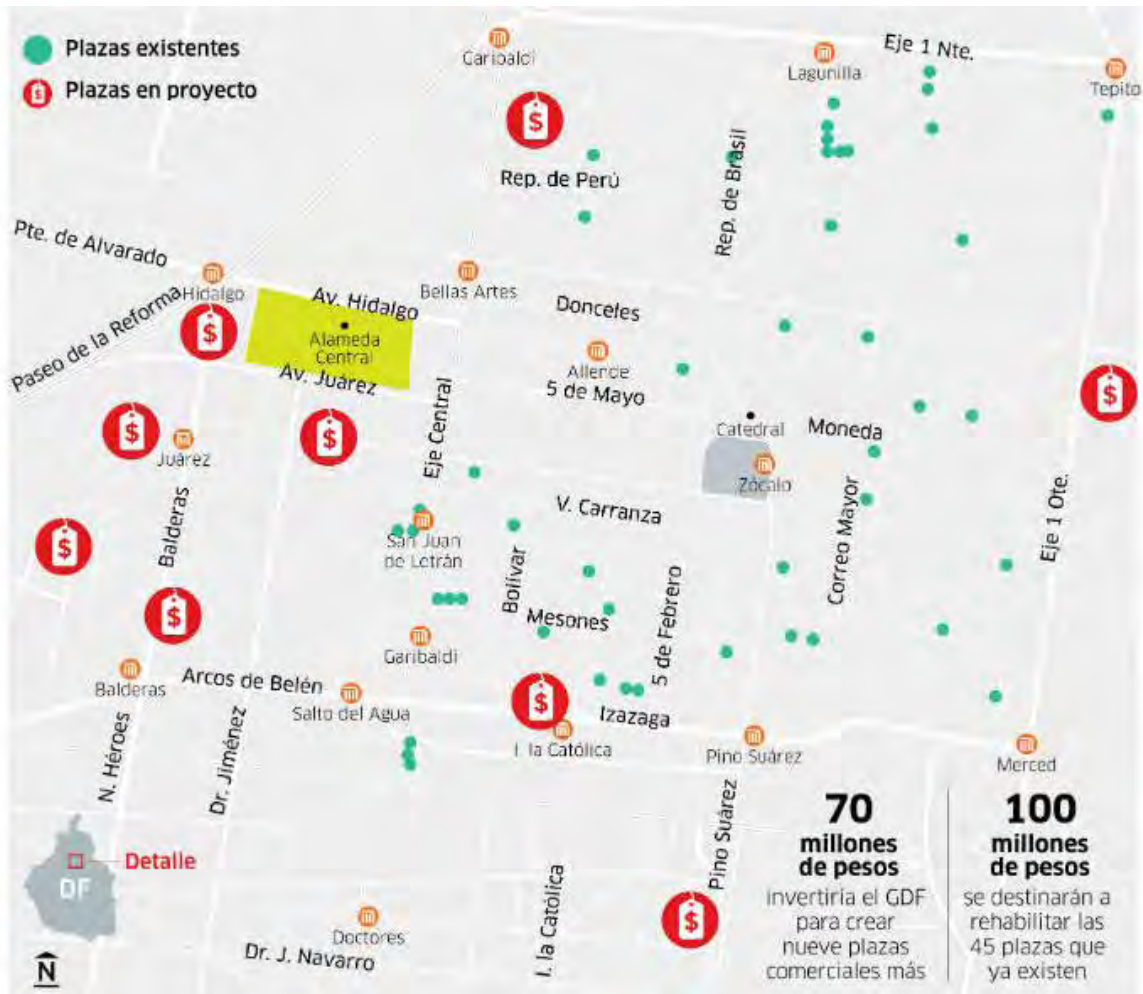 Plazas existentes
Plazas en proyecto
Garibaldi
Lagunilla
Eje 1 Nte.
Tepito
Rep. de Perú
Rep. de Brasil
Pte. de Alvarado
Hidalgo
Bellas Artes
Av. Hidalgo
Donceles
Paseo de la Reforma
Alameda
Central
Allende
Av. Juárez
5 de Mayo
Eje Central
Catedral
Moneda
Juárez
Zócalo
Balderas
V. Carranza
Correo Mayor
Eje 1 Ote.
San Juan
de Letrán
Bolívar
Mesones
5 de Febrero
Garibaldi
Balderas
Arcos de Belén
Salto del Agua
Izazaga
I. la Católica
Pino Suárez
Merced
N. Héroes
Dr. Jiménez
Pino Suárez
70
millones
de pesos
invertiría el GDF
para crear
nueve plazas
comerciales más
100
millones
de pesos
se destinarán a
rehabilitar las
45 plazas que
ya existen
Detalle
DF
I. la Católica
Doctores
Dr. J. Navarro
N